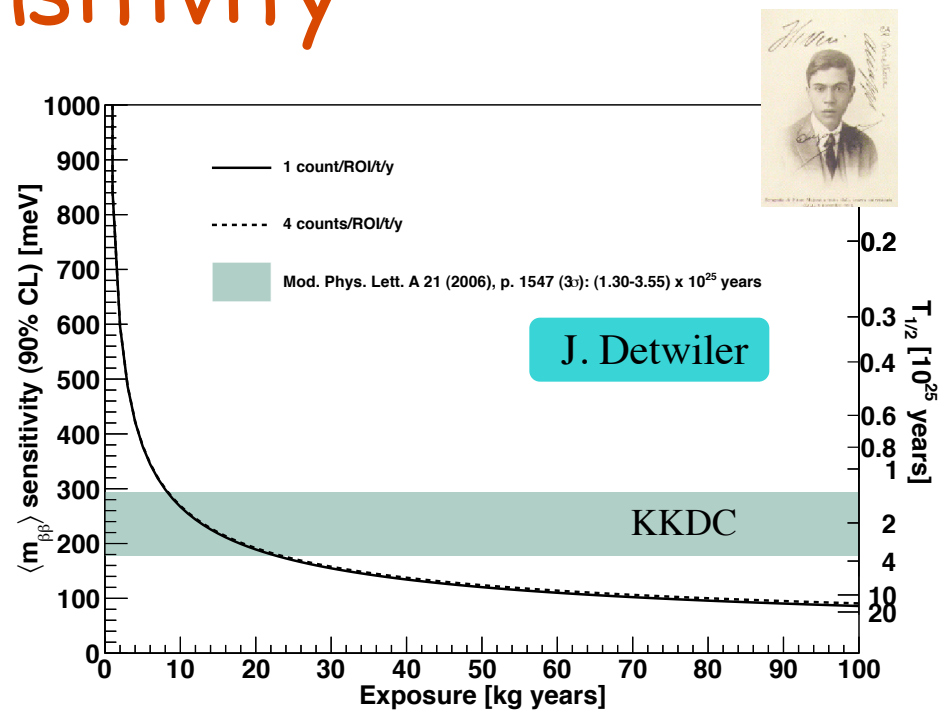 sitivity
1000
900
800
700
600
500
400
300
200
100
0
⟨m_ββ⟩ sensitivity (90% CL) [meV]
1 count/ROI/t/y
4 counts/ROI/t/y
Mod. Phys. Lett. A 21 (2006), p. 1547 (3σ): (1.30-3.55) x 10^25 years
J. Detwiler
KKDC
0.2
0.3
0.4
0.6
0.8
1
2
4
10
20
T_1/2 [10^25 years]
0 10 20 30 40 50 60 70 80 90 100
Exposure [kg years]